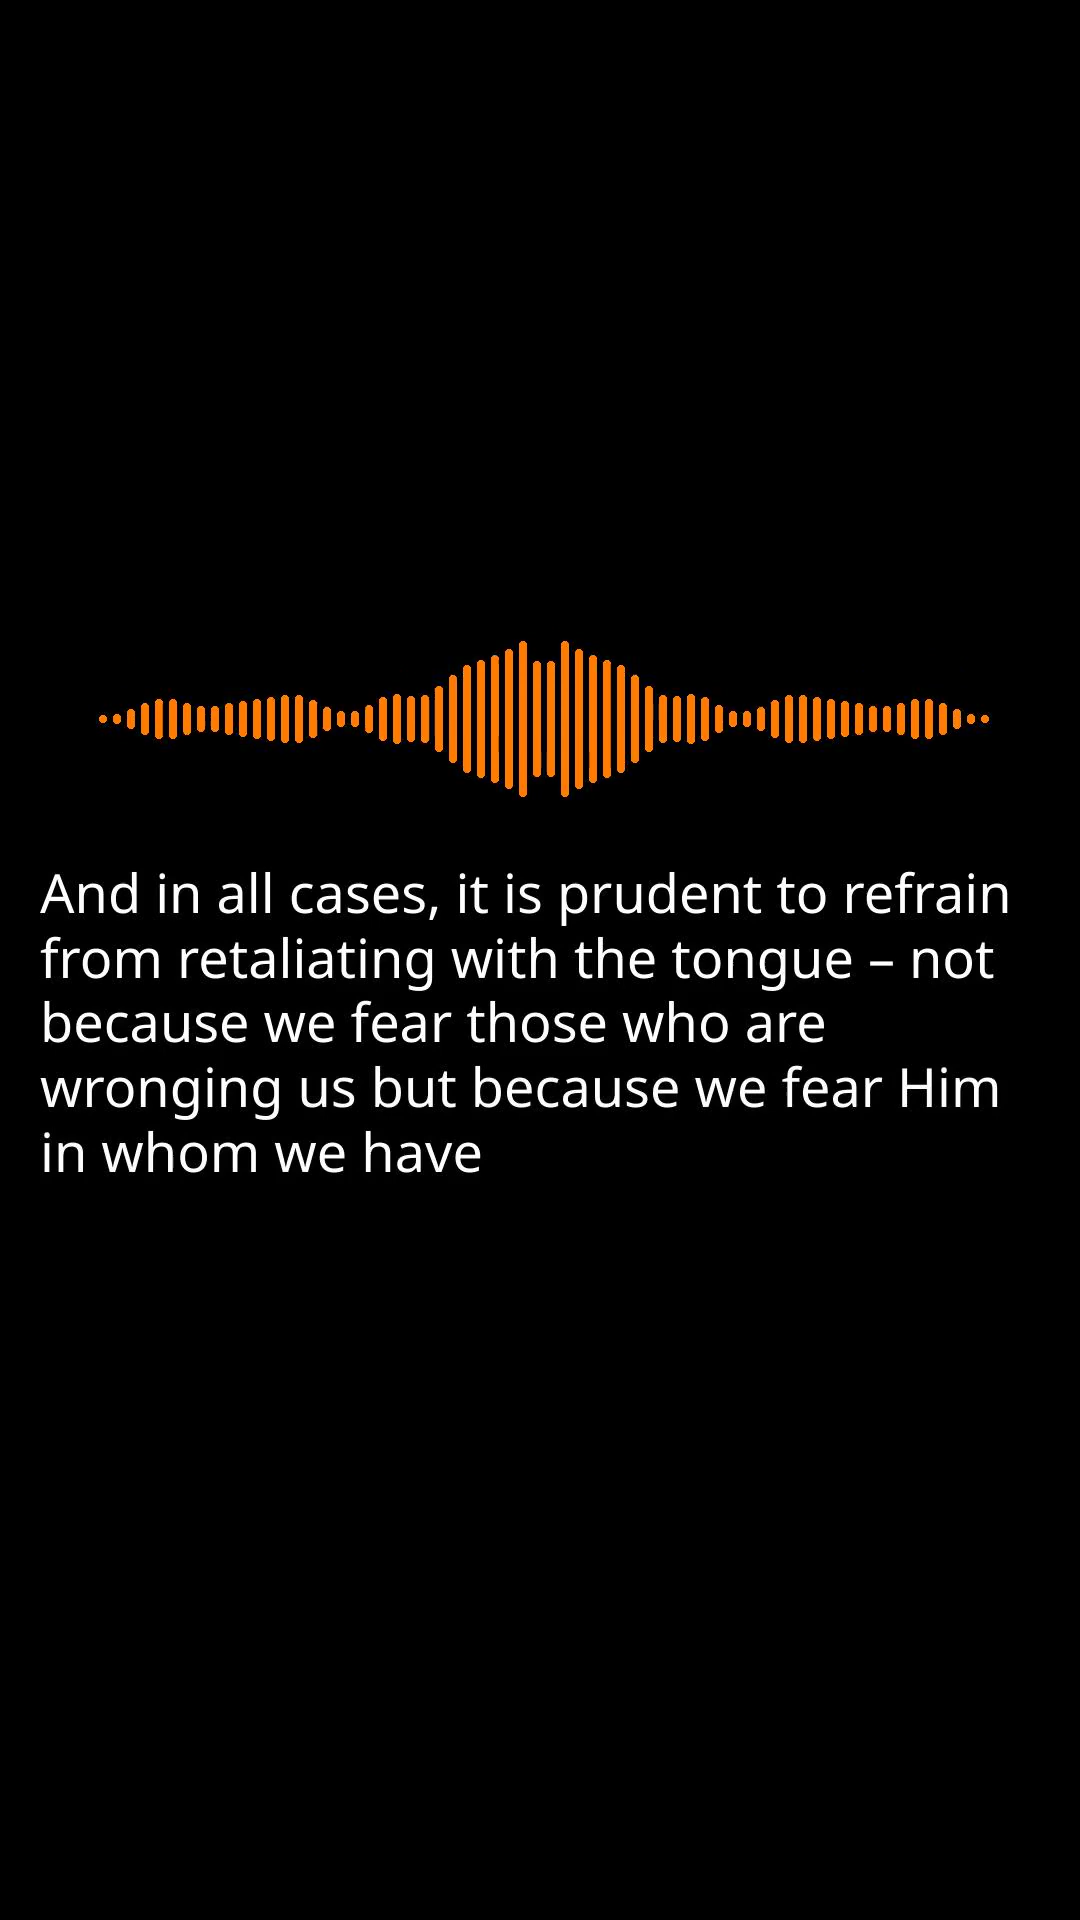 And in all cases, it is prudent to refrain
from retaliating with the tongue – not
because we fear those who are
wronging us but because we fear Him
in whom we have